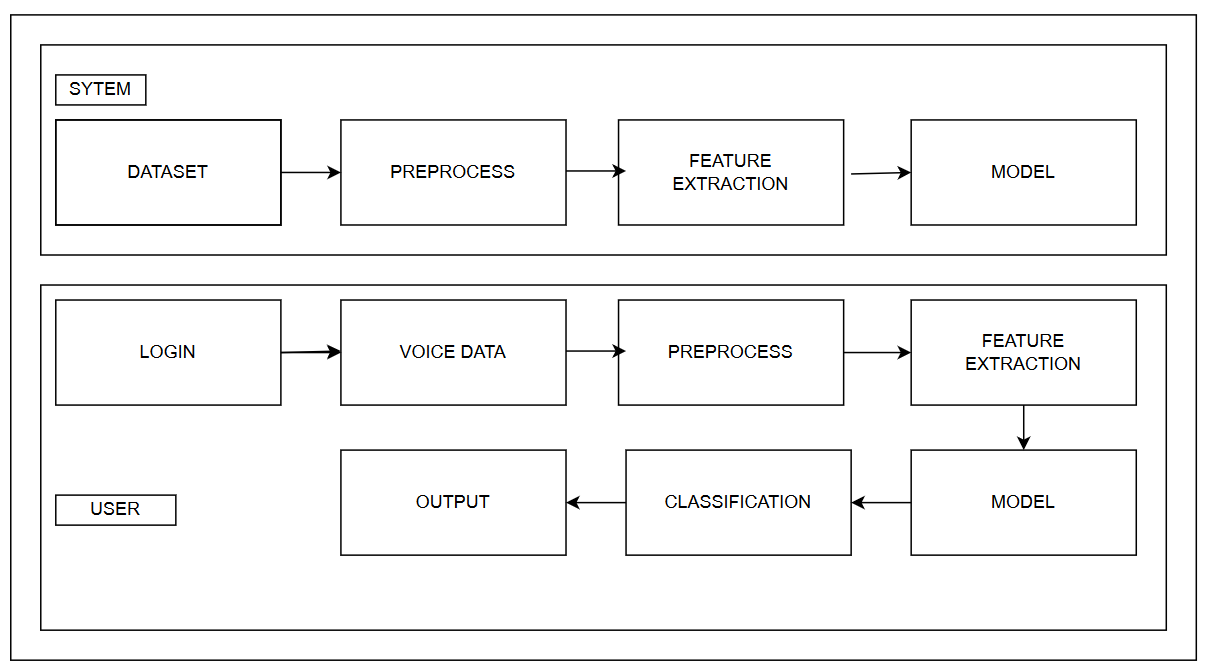 SYTEM
DATASET
PREPROCESS
FEATURE
EXTRACTION
MODEL
LOGIN
VOICE DATA
PREPROCESS
FEATURE
EXTRACTION
OUTPUT
CLASSIFICATION
MODEL
USER